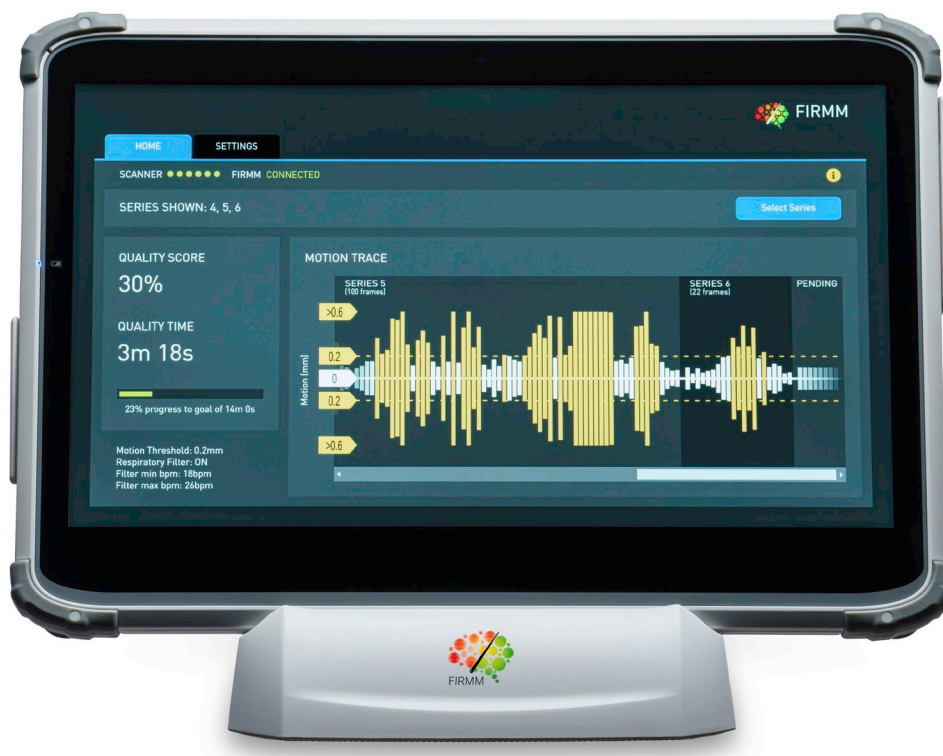 FIRMM
HOME
SETTINGS
SCANNER
FIRMM CONNECTED
i
SERIES SHOWN: 4, 5, 6
Select Series
QUALITY SCORE
30%
QUALITY TIME
3m 18s
23% progress to goal of 14m 0s
Motion Threshold: 0.2mm
Respiratory Filter: ON
Filter min bpm: 18bpm
Filter max bpm: 26bpm
MOTION TRACE
SERIES 5
(100 frames)
SERIES 6
(22 frames)
PENDING
Motion (mm)
>0.6
0.2
0
0.2
>0.6
FIRMM